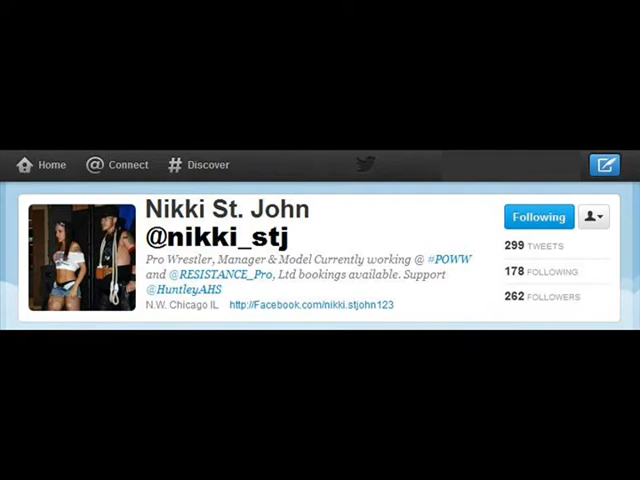 Home @ Connect # Discover
Nikki St. John
@nikki_stj
Following
Pro Wrestler, Manager & Model Currently working @ #POWW
and @RESISTANCE_Pro, Ltd bookings available. Support
@HuntleyAHS
N.W. Chicago IL http://Facebook.com/nikki.stjohn123
299 TWEETS
178 FOLLOWING
262 FOLLOWERS